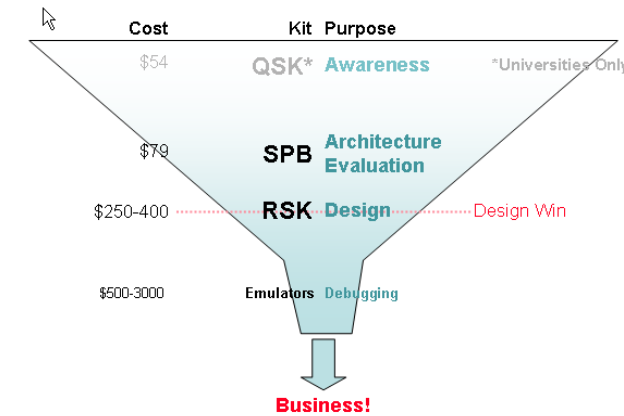 Cost Kit Purpose
$54 QSK* Awareness *Universities Only
$79 SPB Architecture
Evaluation
$250-400 RSK Design Design Win
$500-3000 Emulators Debugging
Business!